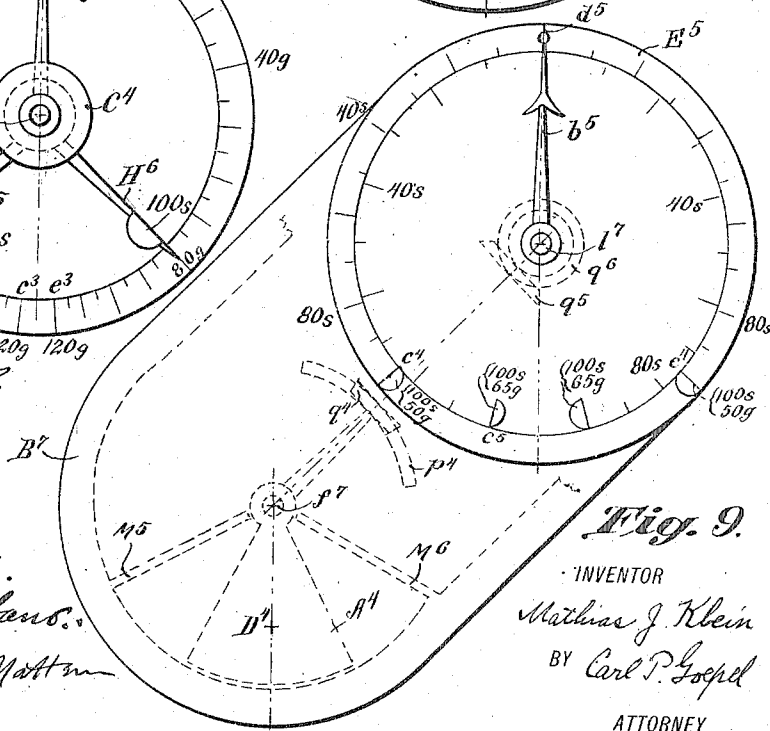 d⁵
E⁵
40g
C⁴
40s
b⁵
H⁶
40s
40s
100s
l⁷
q⁶
80g
c³ e³
q⁵
80s
80s
20g 120g
c⁴
100s
65g
100s
65g
80s
c⁴
100s
50g
100s
50g
q⁴
c⁵
B⁷
p⁴
f⁷
M⁵
M⁶
Fig. 9.
D⁴
A⁴
INVENTOR
Mathias J. Klein
BY Carl P. Goepel
ATTORNEY